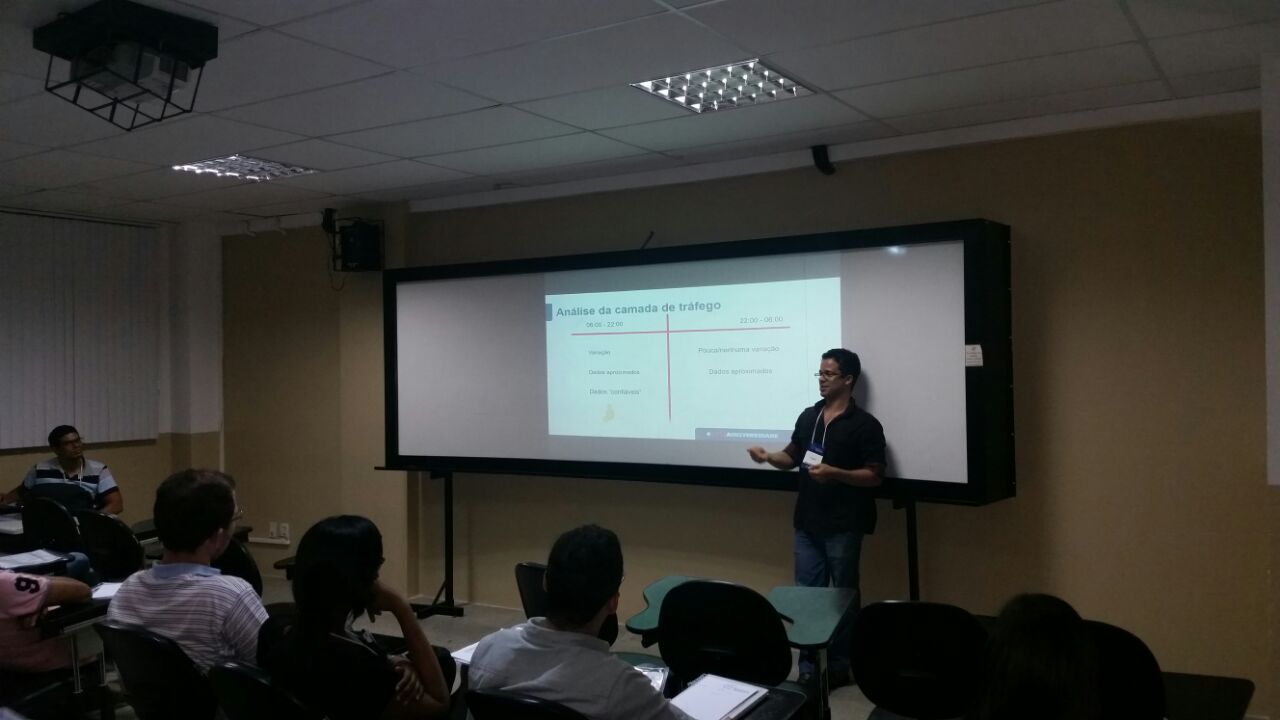 Análise da camada de tráfego
06:00 - 22:00
22:00 - 06:00
Variação
Pouca/nenhuma variação
Dados aproximados
Dados aproximados
Dados "confiáveis"